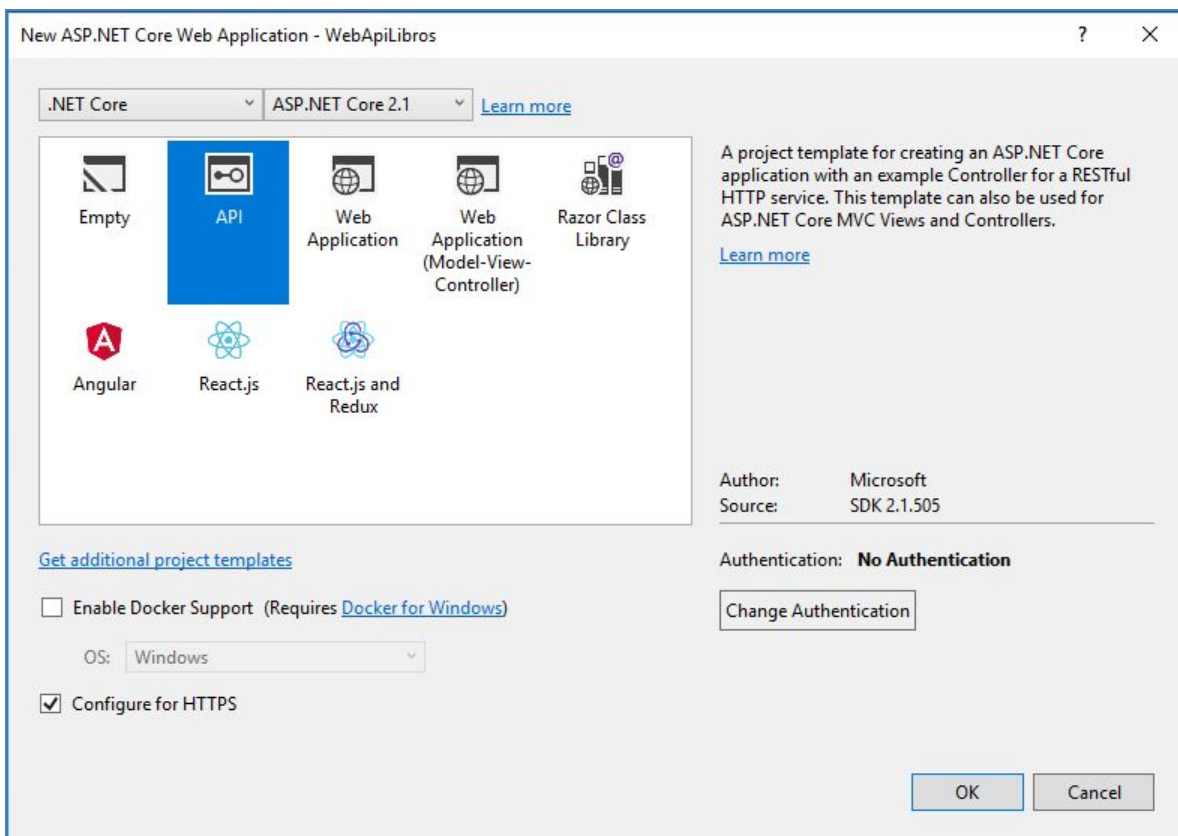 New ASP.NET Core Web Application - WebApiLibros
?
.NET Core
ASP.NET Core 2.1
Learn more
Empty
API
Web
Application
Web
Application
(Model-View-
Controller)
Razor Class
Library
Angular
React.js
React.js and
Redux
A project template for creating an ASP.NET Core
application with an example Controller for a RESTful
HTTP service. This template can also be used for
ASP.NET Core MVC Views and Controllers.
Learn more
Author: Microsoft
Source: SDK 2.1.505
Get additional project templates
Authentication: No Authentication
Change Authentication
Enable Docker Support (Requires Docker for Windows)
OS: Windows
Configure for HTTPS
OK
Cancel